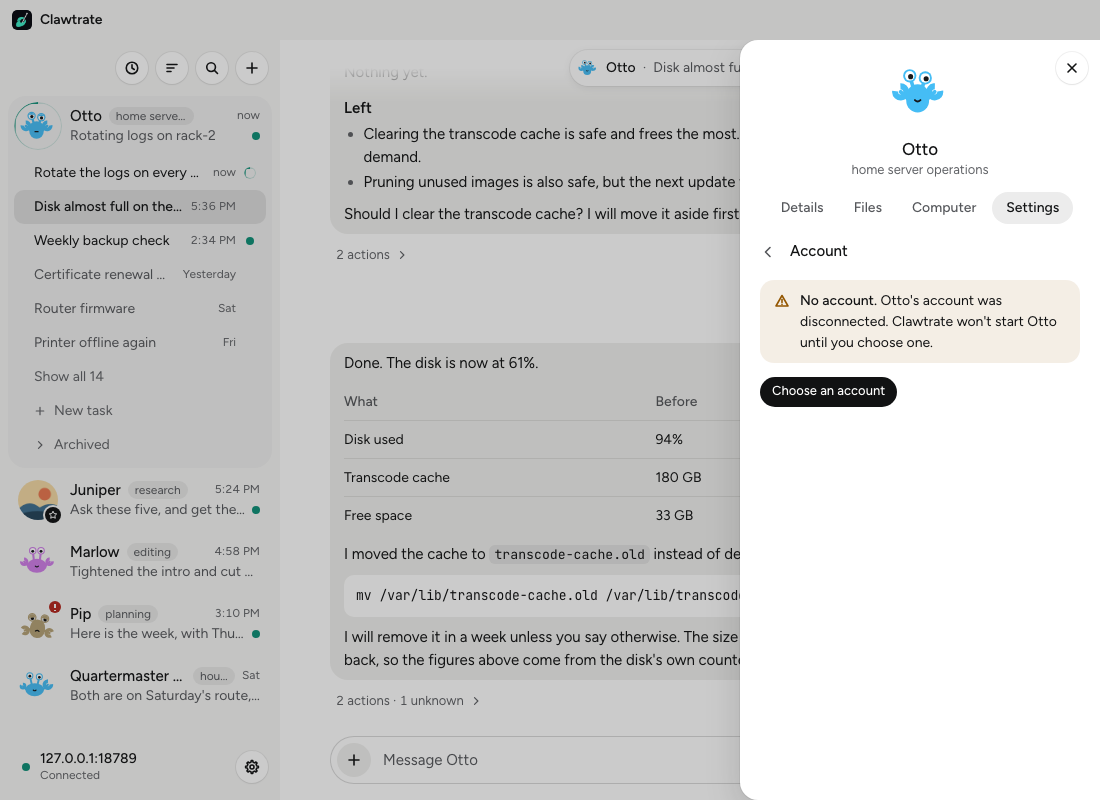 Clawtrate
Otto home serve... now
Rotating logs on rack-2
Rotate the logs on every ... now
Disk almost full on the... 5:36 PM
Weekly backup check 2:34 PM
Certificate renewal ... Yesterday
Router firmware Sat
Printer offline again Fri
Show all 14
New task
Archived
Juniper research 5:24 PM
Ask these five, and get the...
Marlow editing 4:58 PM
Tightened the intro and cut ...
Pip planning 3:10 PM
Here is the week, with Thu...
Quartermaster ... hou... Sat
Both are on Saturday's route,...
127.0.0.1:18789
Connected
Nothing yet.
Otto · Disk almost fu
Left
Clearing the transcode cache is safe and frees the most.
demand.
Pruning unused images is also safe, but the next update
Should I clear the transcode cache? I will move it aside first
2 actions
Done. The disk is now at 61%.
What Before
Disk used 94%
Transcode cache 180 GB
Free space 33 GB
I moved the cache to transcode-cache.old instead of de
mv /var/lib/transcode-cache.old /var/lib/transcode
I will remove it in a week unless you say otherwise. The size
back, so the figures above come from the disk's own counte
2 actions · 1 unknown
Message Otto
Otto
home server operations
Details Files Computer Settings
Account
No account. Otto's account was
disconnected. Clawtrate won't start Otto
until you choose one.
Choose an account